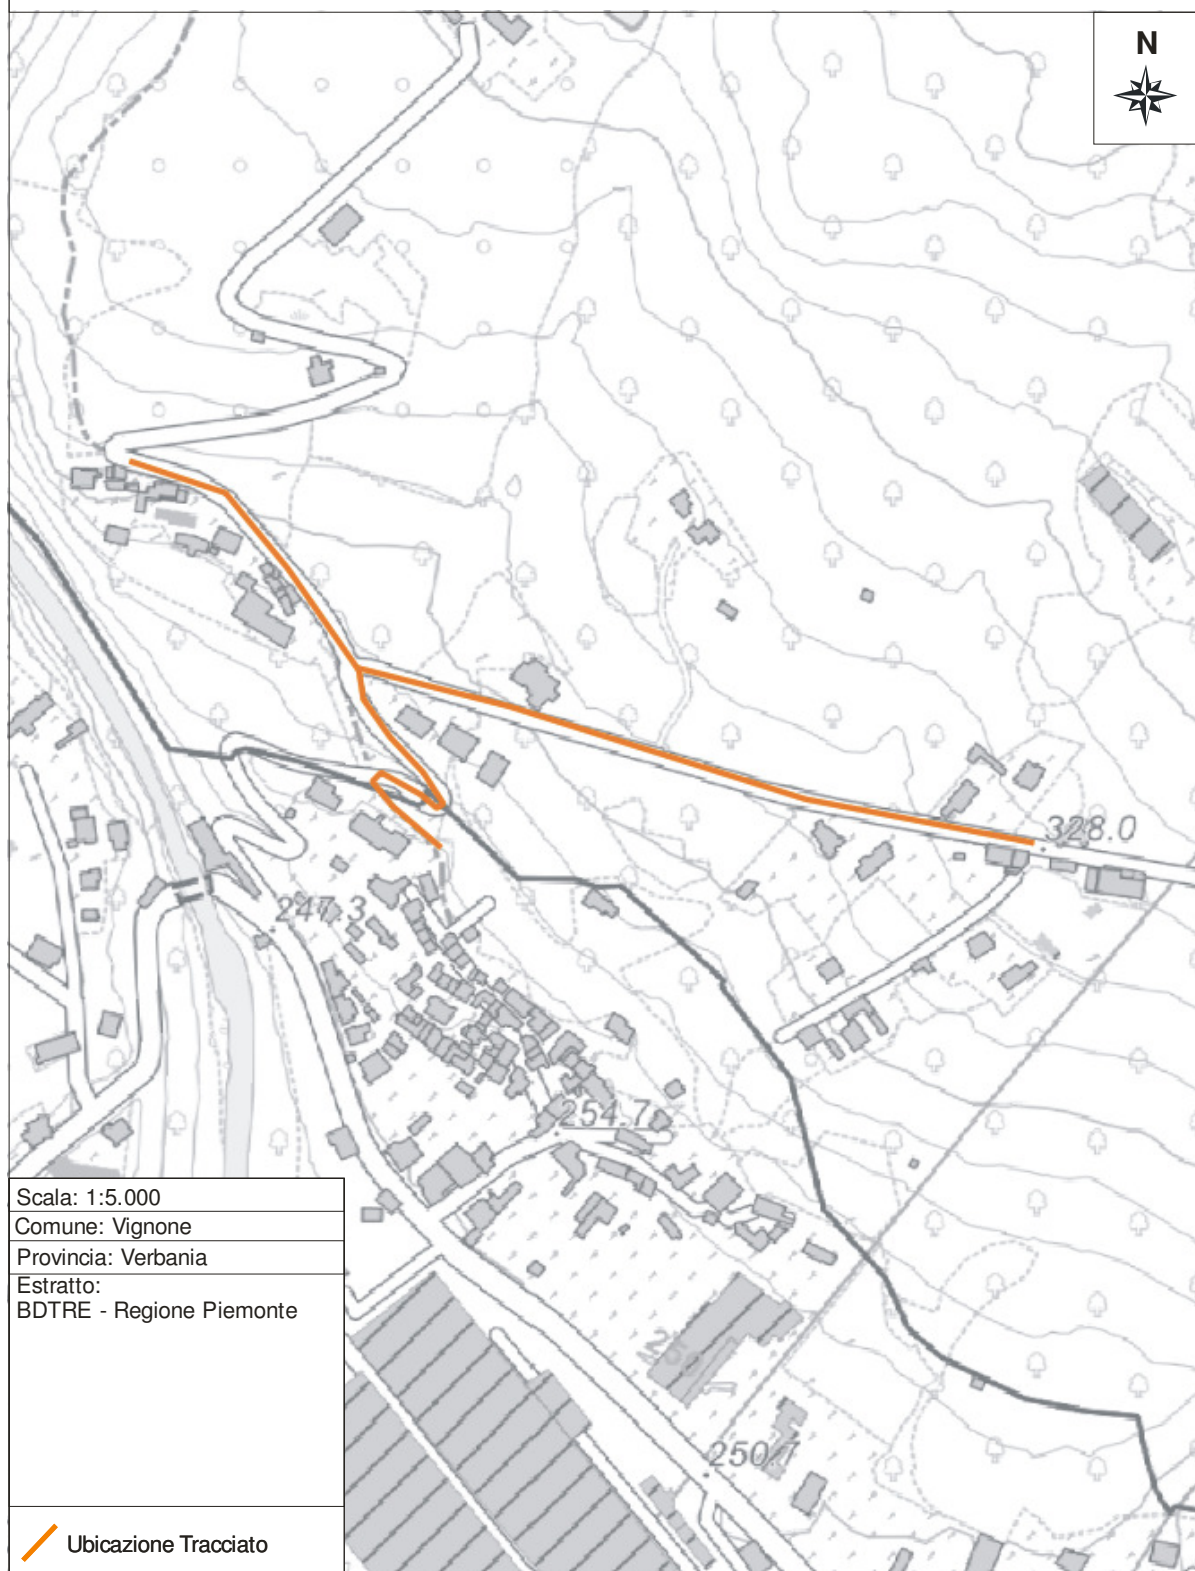 N
328.0
247.3
254.7
Scala: 1:5.000
Comune: Vignone
Provincia: Verbania
Estratto:
BDTRE - Regione Piemonte
250.7
Ubicazione Tracciato